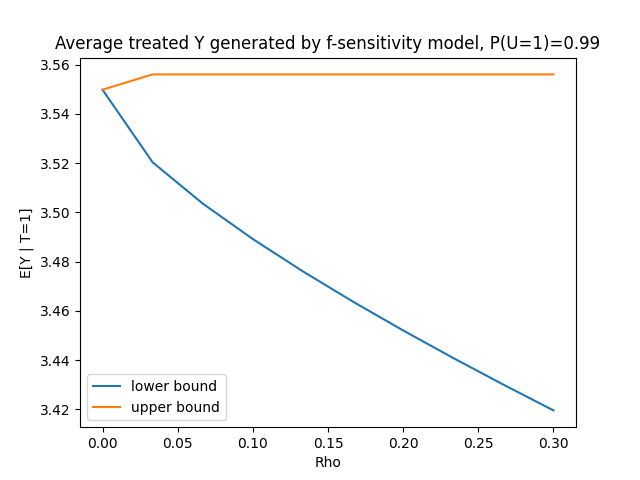 Average treated Y generated by f-sensitivity model, P(U=1)=0.99
3.56
3.54
3.52
3.50
3.48
3.46
3.44
3.42
E[Y | T=1]
lower bound
upper bound
0.00 0.05 0.10 0.15 0.20 0.25 0.30
Rho